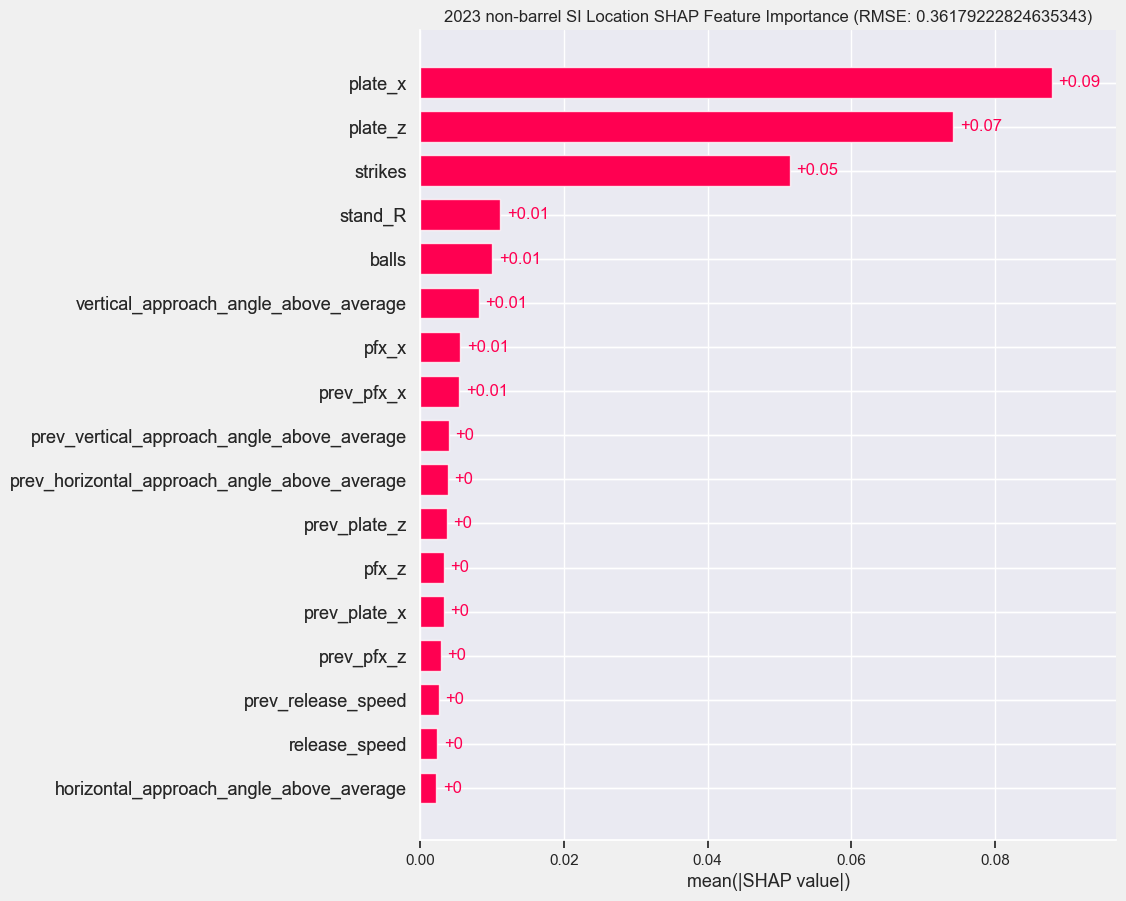 2023 non-barrel SI Location SHAP Feature Importance (RMSE: 0.36179222824635343)
plate_x +0.09
plate_z +0.07
strikes +0.05
stand_R +0.01
balls +0.01
vertical_approach_angle_above_average +0.01
pfx_x +0.01
prev_pfx_x +0.01
prev_vertical_approach_angle_above_average +0
prev_horizontal_approach_angle_above_average +0
prev_plate_z +0
pfx_z +0
prev_plate_x +0
prev_pfx_z +0
prev_release_speed +0
release_speed +0
horizontal_approach_angle_above_average +0
0.00 0.02 0.04 0.06 0.08
mean(|SHAP value|)